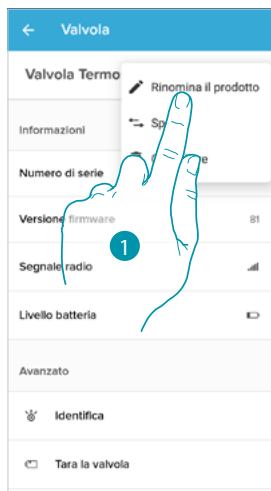 Valvola
Valvola Termo
Rinomina il prodotto
Informazioni
Numero di serie
Versione firmware 81
Segnale radio
1
Livello batteria
Avanzato
Identifica
Tara la valvola